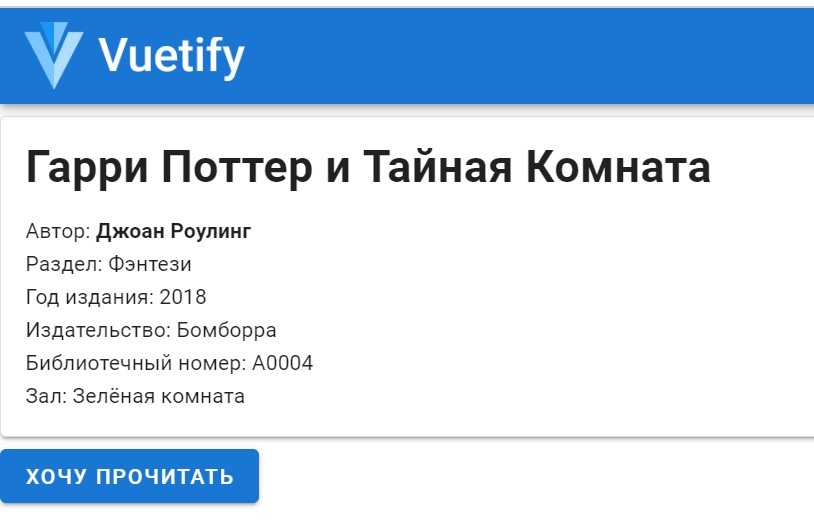 Vuetify
Гарри Поттер и Тайная Комната
Автор: Джоан Роулинг
Раздел: Фэнтези
Год издания: 2018
Издательство: Бомборра
Библиотечный номер: A0004
Зал: Зелёная комната
ХОЧУ ПРОЧИТАТЬ